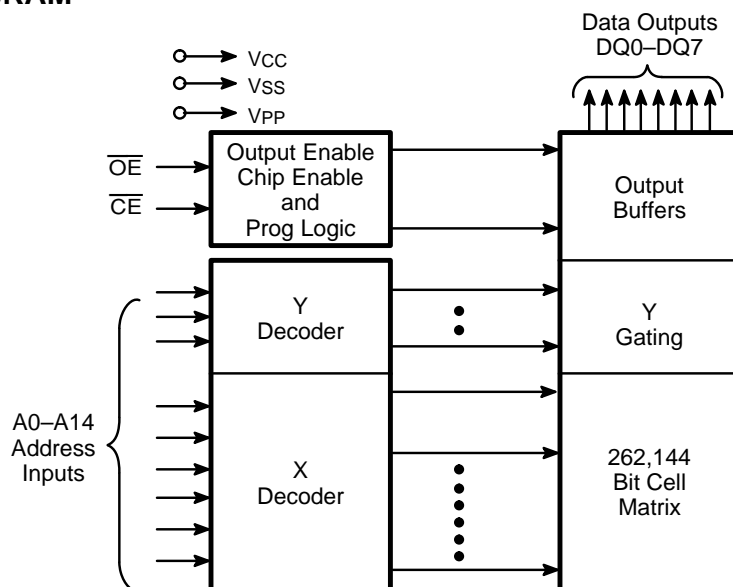 Data Outputs
DQ0–DQ7
VCC
VSS
VPP
OE
CE
Output Enable
Chip Enable
and
Prog Logic
Output
Buffers
Y
Decoder
Y
Gating
A0–A14
Address
Inputs
X
Decoder
262,144
Bit Cell
Matrix